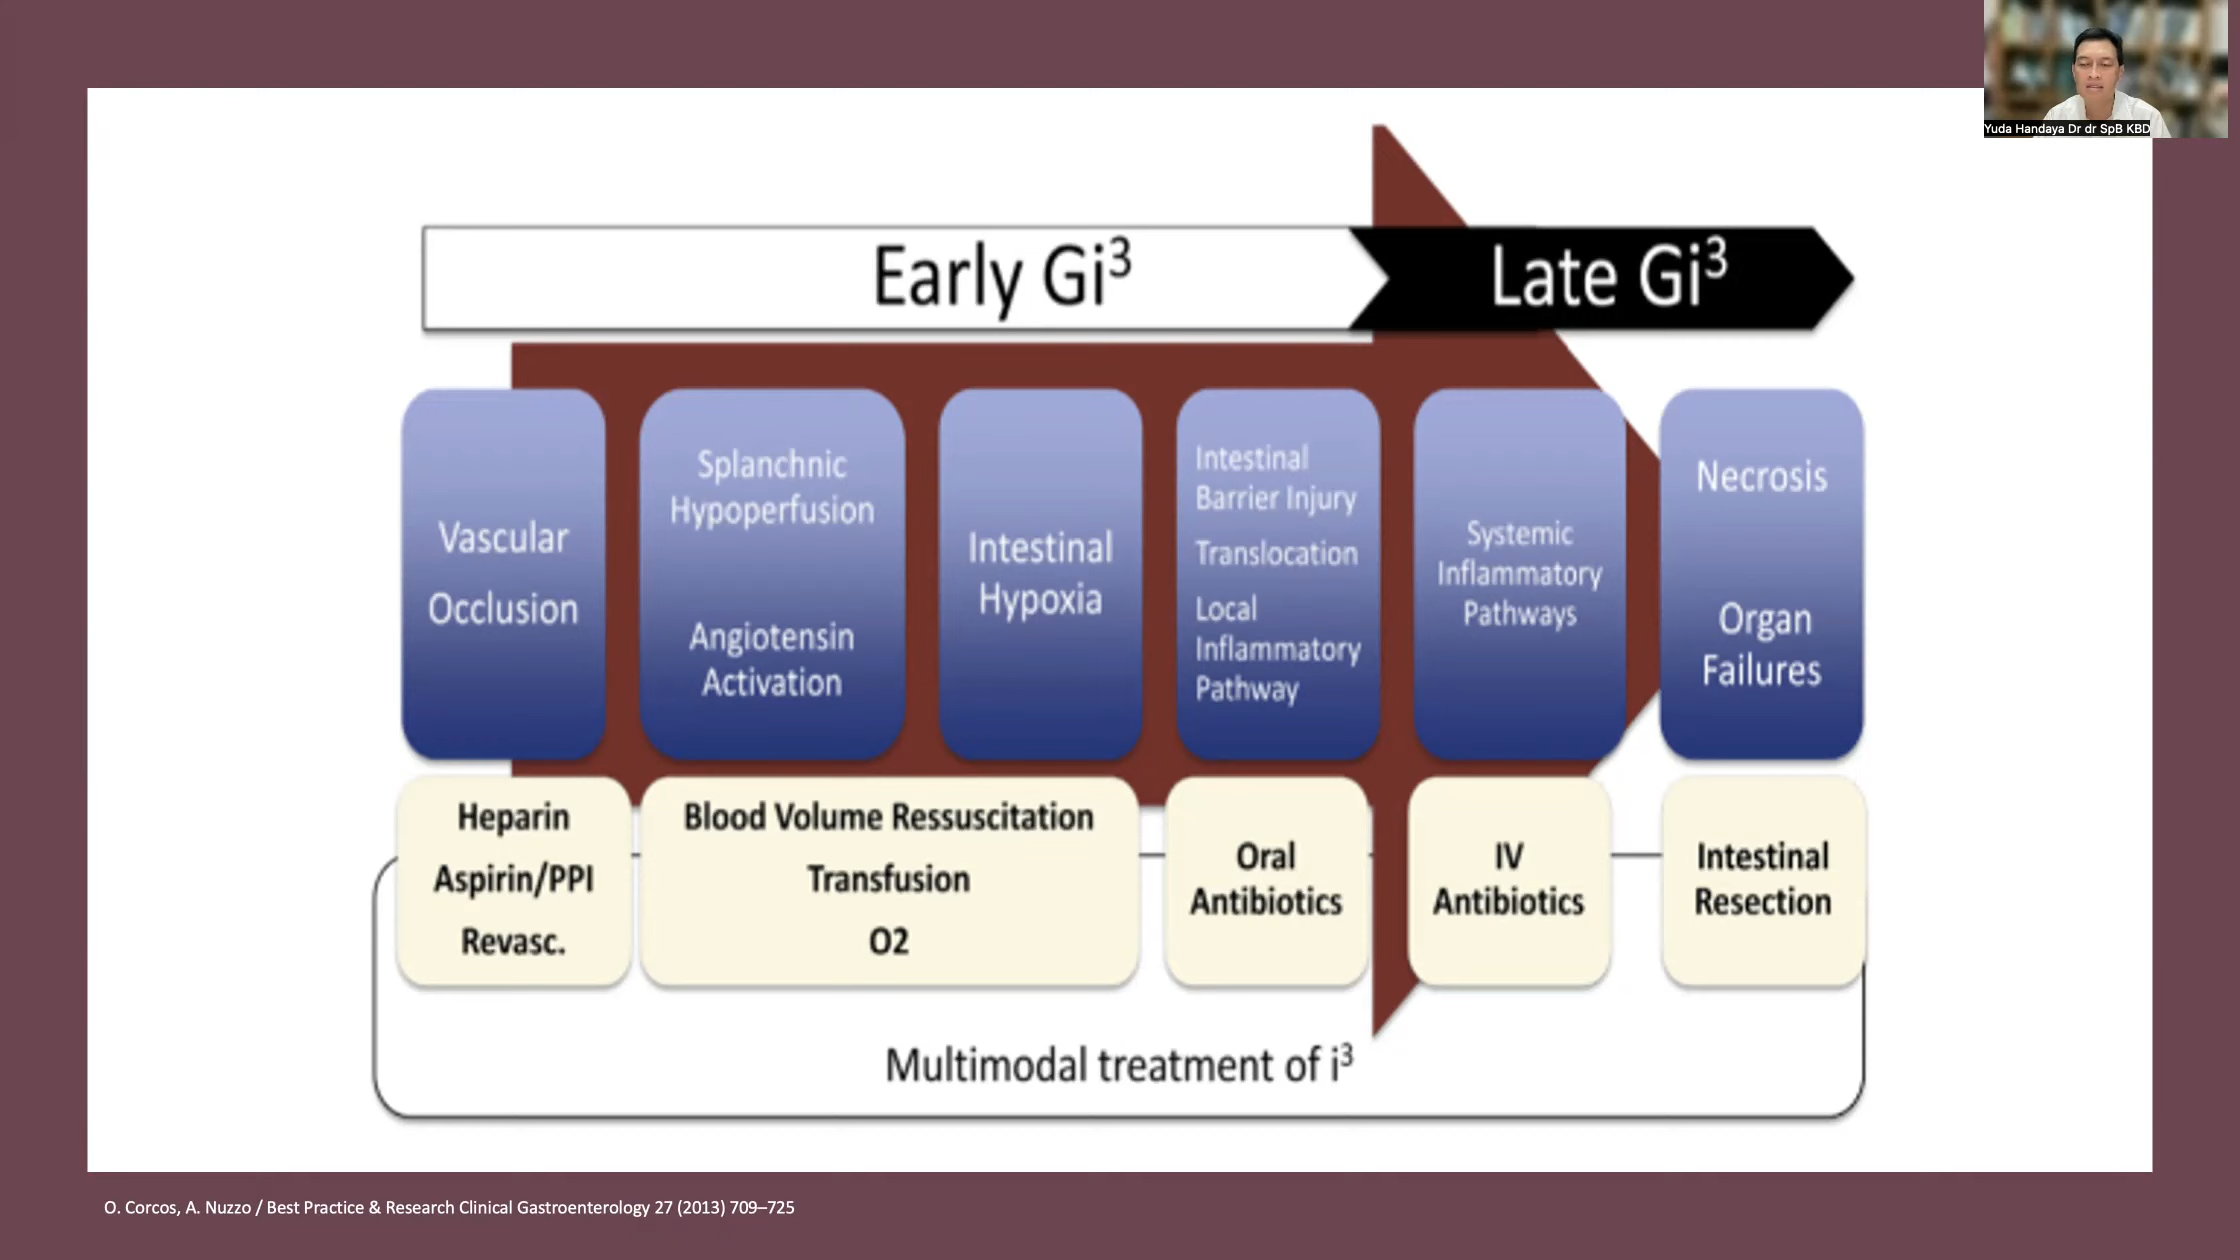 Yuda Handaya Dr dr SpB KBD
Early Gi³
Late Gi³
Vascular
Occlusion
Splanchnic
Hypoperfusion
Angiotensin
Activation
Intestinal
Hypoxia
Intestinal
Barrier Injury
Translocation
Local
Inflammatory
Pathway
Systemic
Inflammatory
Pathways
Necrosis
Organ
Failures
Heparin
Aspirin/PPI
Revasc.
Blood Volume Ressuscitation
Transfusion
O2
Oral
Antibiotics
IV
Antibiotics
Intestinal
Resection
Multimodal treatment of i³
O. Corcos, A. Nuzzo / Best Practice & Research Clinical Gastroenterology 27 (2013) 709–725